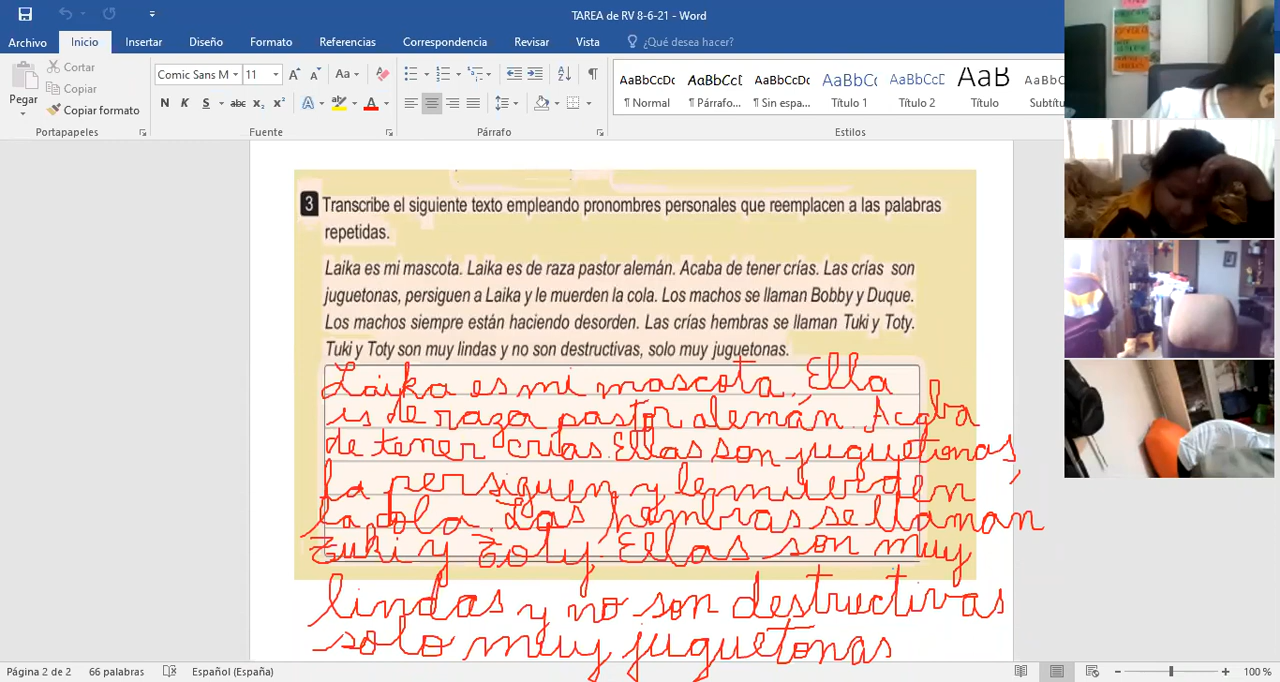 TAREA de RV 8-6-21 - Word
Archivo Inicio Insertar Diseño Formato Referencias Correspondencia Revisar Vista ¿Qué desea hacer?
Cortar
Copiar
Copiar formato
Pegar
Portapapeles
Comic Sans M 11
N K S abc x₂ x²
Fuente
Párrafo
AaBbCcDc AaBbCcD AaBbCcDc AaBbC AaBbCcD AaB AaBbC
¶ Normal ¶ Párrafo... ¶ Sin espa... Título 1 Título 2 Título Subtítu
Estilos
3 Transcribe el siguiente texto empleando pronombres personales que reemplacen a las palabras
repetidas.
Laika es mi mascota. Laika es de raza pastor alemán. Acaba de tener crías. Las crías son
juguetonas, persiguen a Laika y le muerden la cola. Los machos se llaman Bobby y Duque.
Los machos siempre están haciendo desorden. Las crías hembras se llaman Tuki y Toty.
Tuki y Toty son muy lindas y no son destructivas, solo muy juguetonas.
Laika es mi mascota. Ella
es de raza pastor alemán. Acaba
de tener crías. Ellas son juguetonas,
la persiguen y le muerden
la cola. Las hembras se llaman
Tuki y Toty. Ellas son muy
lindas y no son destructivas
solo muy juguetonas
Página 2 de 2 66 palabras Español (España) 100 %